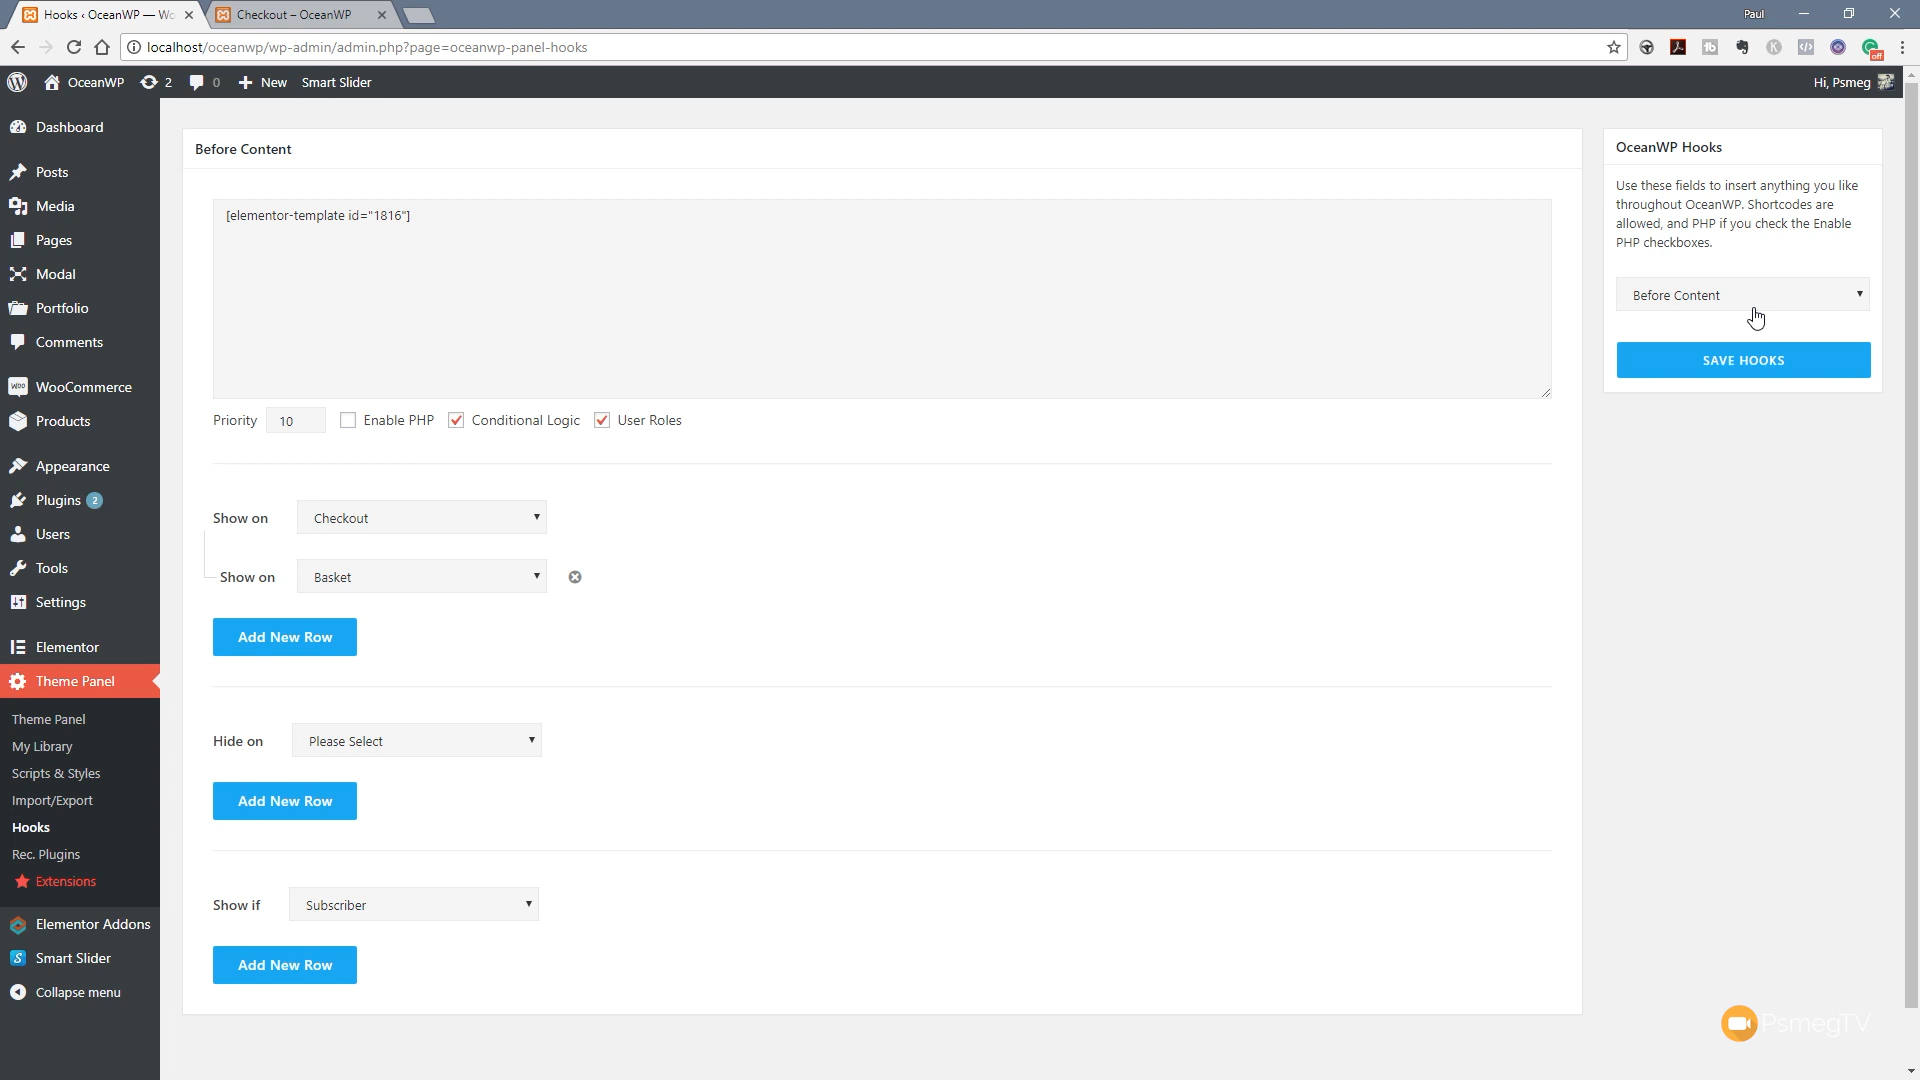 Hooks ‹ OceanWP — Wo
Checkout – OceanWP
Paul
localhost/oceanwp/wp-admin/admin.php?page=oceanwp-panel-hooks
off
OceanWP
2
0
New
Smart Slider
Hi, Psmeg
Dashboard
Posts
Media
Pages
Modal
Portfolio
Comments
WooCommerce
Products
Appearance
Plugins 2
Users
Tools
Settings
Elementor
Theme Panel
Theme Panel
My Library
Scripts & Styles
Import/Export
Hooks
Rec. Plugins
Extensions
Elementor Addons
Smart Slider
Collapse menu
Before Content
[elementor-template id="1816"]
Priority 10 Enable PHP Conditional Logic User Roles
Show on Checkout
Show on Basket
Add New Row
Hide on Please Select
Add New Row
Show if Subscriber
Add New Row
OceanWP Hooks
Use these fields to insert anything you like
throughout OceanWP. Shortcodes are
allowed, and PHP if you check the Enable
PHP checkboxes.
Before Content
SAVE HOOKS
PsmegTV